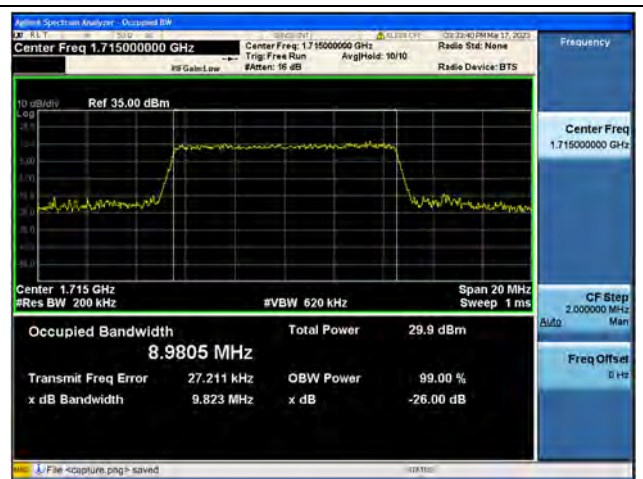 Agilent Spectrum Analyzer - Occupied BW
RL T
Center Freq 1.715000000 GHz
Center Freq: 1.715000000 GHz
Radio Std: None
Trig: Free Run
Avg|Hold: 10/10
#IFGain:Low
#Atten: 16 dB
Radio Device: BTS
10 dB/div
Ref 35.00 dBm
Log
Center 1.715 GHz
Span 20 MHz
#Res BW 200 kHz
#VBW 620 kHz
Sweep 1 ms
Occupied Bandwidth
Total Power
29.9 dBm
8.9805 MHz
Transmit Freq Error
27.211 kHz
OBW Power
99.00 %
x dB Bandwidth
9.823 MHz
x dB
-26.00 dB
Frequency
Center Freq
1.715000000 GHz
CF Step
2.000000 MHz
Auto
Man
Freq Offset
0 Hz
File <capture.png> saved
STATUS